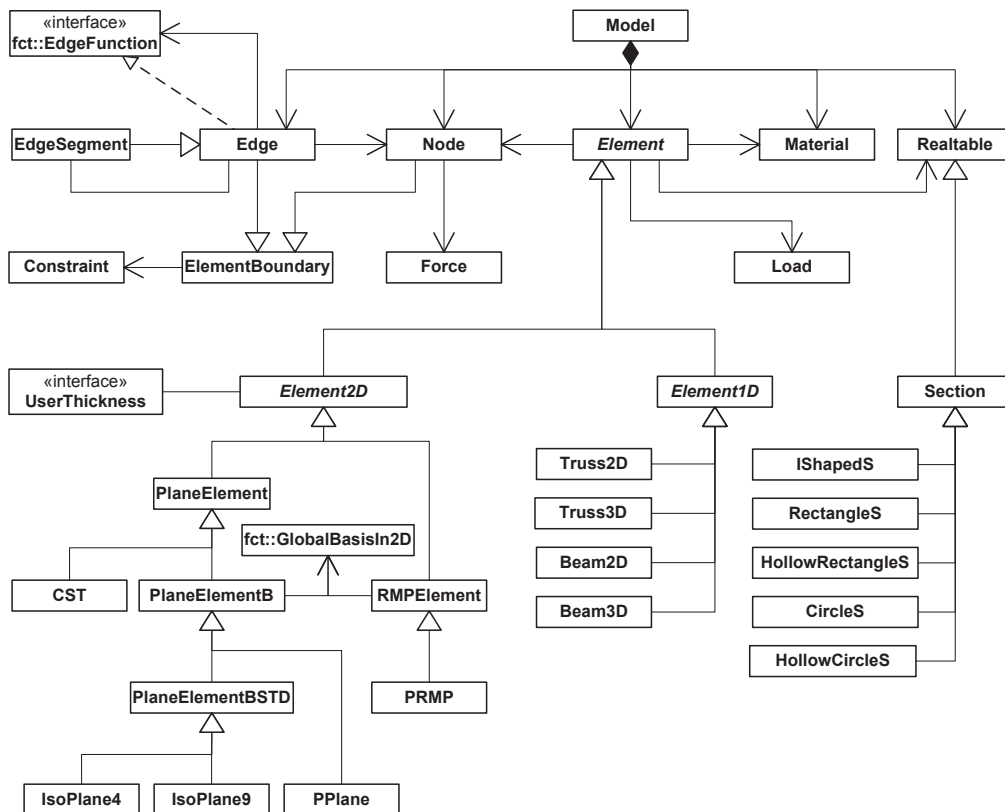 «interface»
fct::EdgeFunction
Model
EdgeSegment
Edge
Node
Element
Material
Realtable
Constraint
ElementBoundary
Force
Load
«interface»
UserThickness
Element2D
Element1D
Section
Truss2D
IShapedS
PlaneElement
Truss3D
RectangleS
fct::GlobalBasisIn2D
Beam2D
HollowRectangleS
CST
PlaneElementB
RMPElement
Beam3D
CircleS
HollowCircleS
PlaneElementBSTD
PRMP
IsoPlane4
IsoPlane9
PPlane